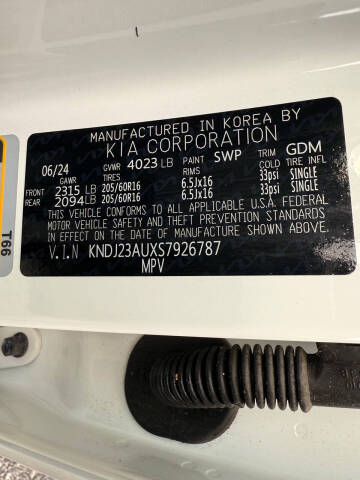 MANUFACTURED IN KOREA BY
KIA CORPORATION
06/24 GVWR 4023 LB PAINT SWP TRIM GDM
GAWR TIRES RIMS COLD TIRE INFL
FRONT 2315 LB 205/60R16 6.5Jx16 33psi SINGLE
REAR 2094 LB 205/60R16 6.5Jx16 33psi SINGLE
THIS VEHICLE CONFORMS TO ALL APPLICABLE U.S.A. FEDERAL
MOTOR VEHICLE SAFETY AND THEFT PREVENTION STANDARDS
IN EFFECT ON THE DATE OF MANUFACTURE SHOWN ABOVE.
V.I.N KNDJ23AUXS7926787
MPV
T66